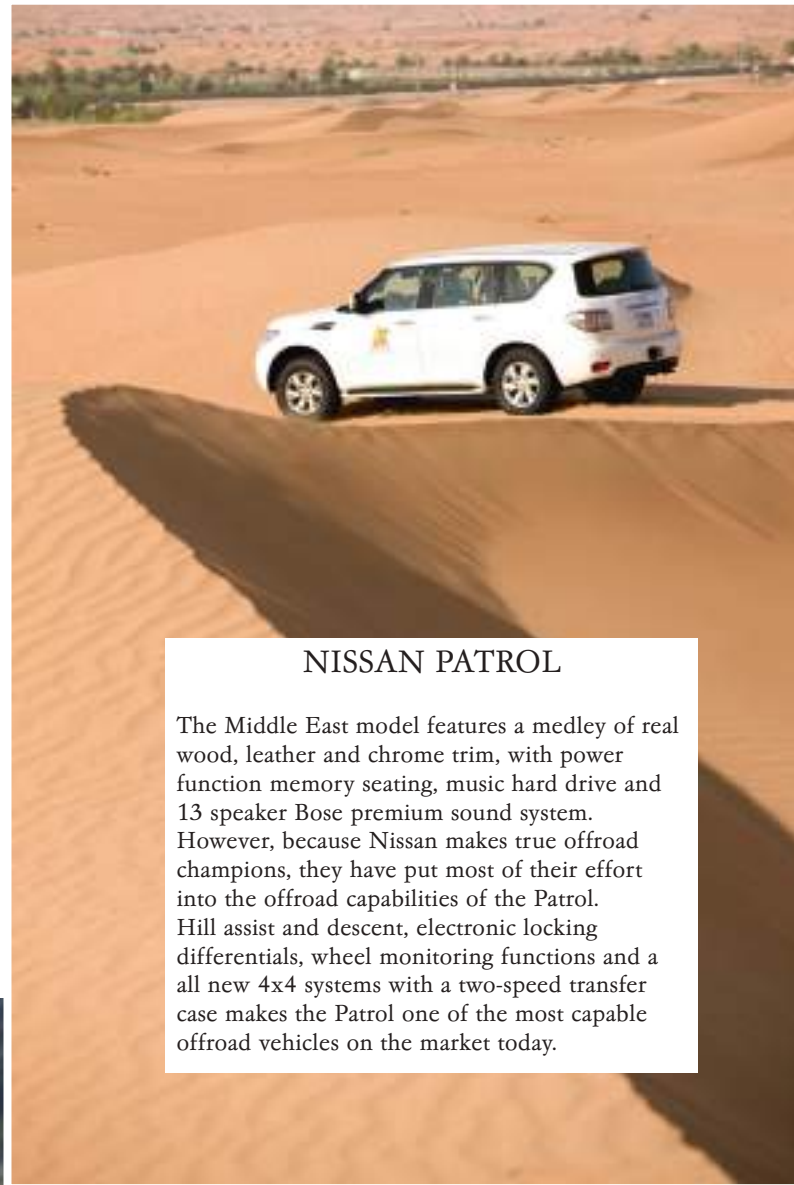 NISSAN PATROL
The Middle East model features a medley of real
wood, leather and chrome trim, with power
function memory seating, music hard drive and
13 speaker Bose premium sound system.
However, because Nissan makes true offroad
champions, they have put most of their effort
into the offroad capabilities of the Patrol.
Hill assist and descent, electronic locking
differentials, wheel monitoring functions and a
all new 4x4 systems with a two-speed transfer
case makes the Patrol one of the most capable
offroad vehicles on the market today.